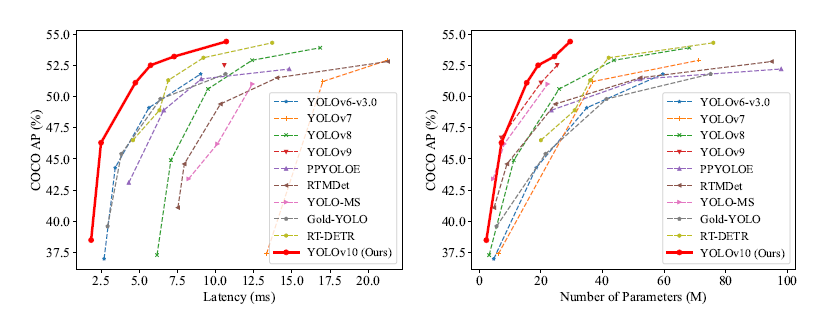 55.0
52.5
50.0
47.5
45.0
42.5
40.0
37.5
COCO AP (%)
2.5 5.0 7.5 10.0 12.5 15.0 17.5 20.0
Latency (ms)
YOLOv6-v3.0
YOLOv7
YOLOv8
YOLOv9
PPYOLOE
RTMDet
YOLO-MS
Gold-YOLO
RT-DETR
YOLOv10 (Ours)
55.0
52.5
50.0
47.5
45.0
42.5
40.0
37.5
COCO AP (%)
0 20 40 60 80 100
Number of Parameters (M)
YOLOv6-v3.0
YOLOv7
YOLOv8
YOLOv9
PPYOLOE
RTMDet
YOLO-MS
Gold-YOLO
RT-DETR
YOLOv10 (Ours)